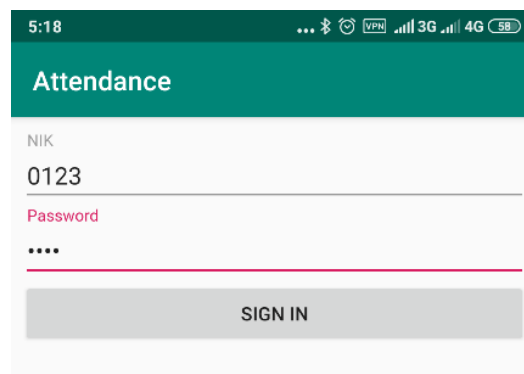 5:18 ... VPN 3G 4G 58
Attendance
NIK
0123
Password
••••
SIGN IN